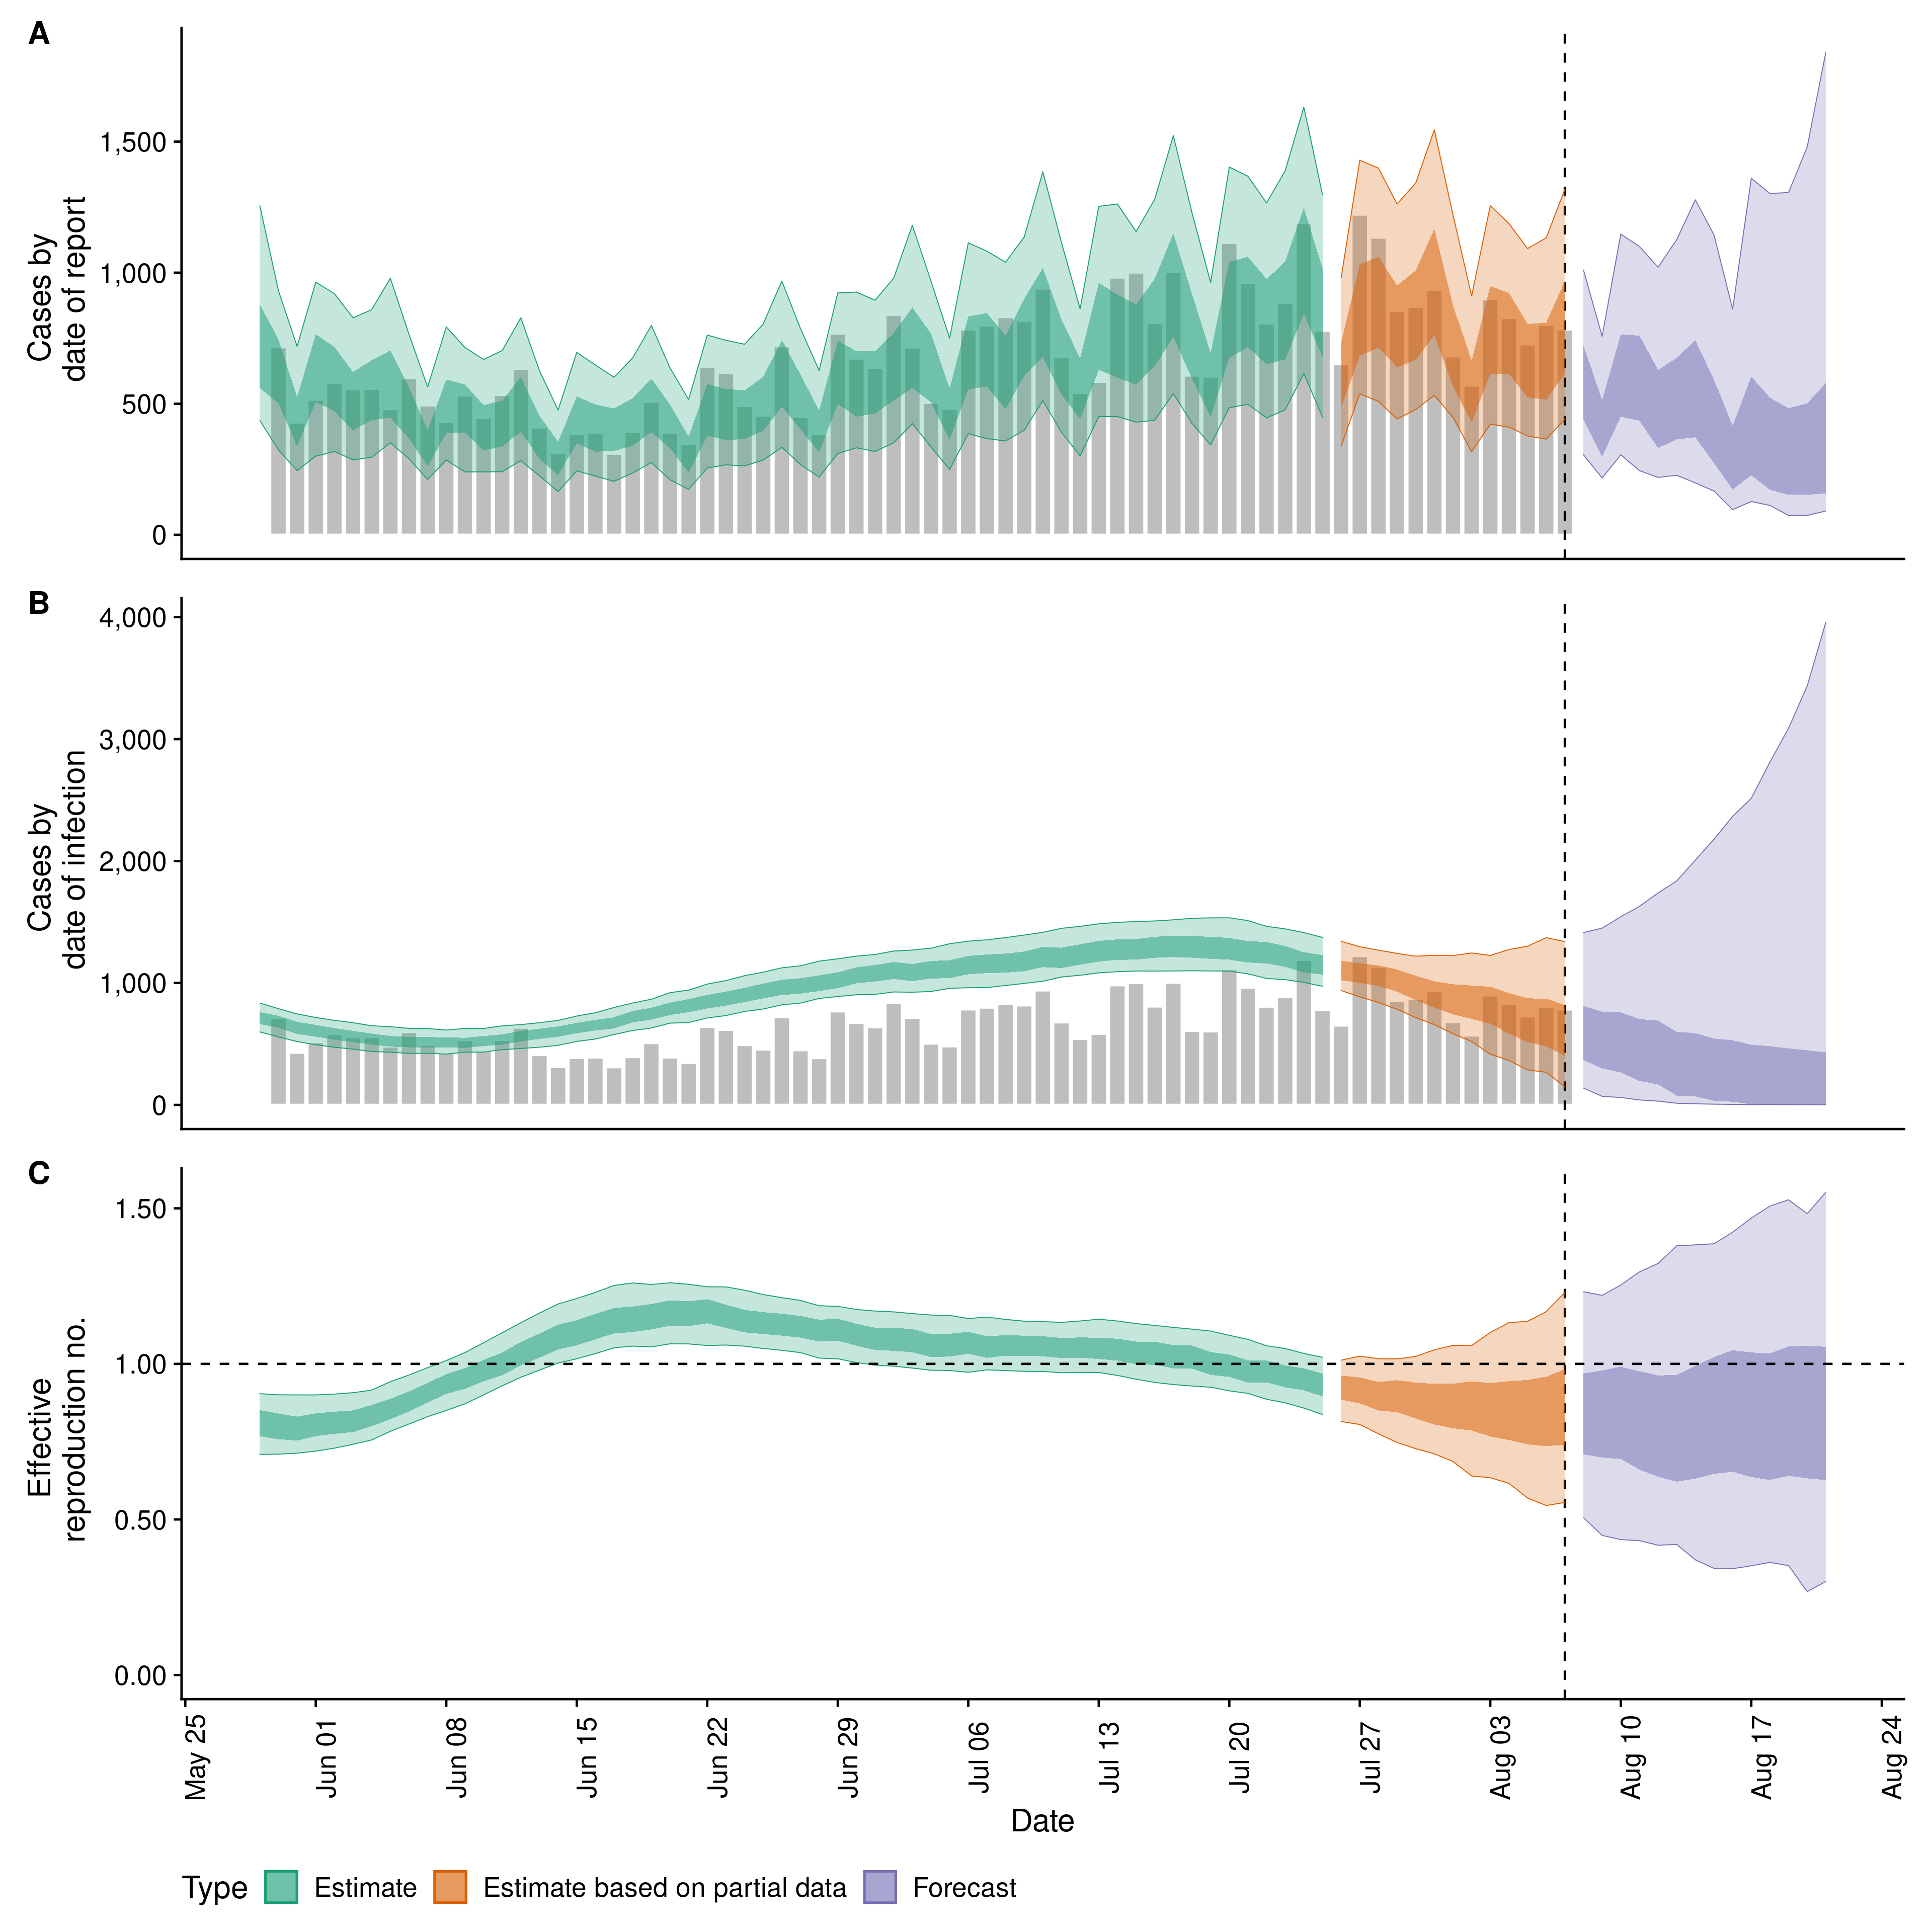 A
Cases by
date of report
1,500
1,000
500
0
B
Cases by
date of infection
4,000
3,000
2,000
1,000
0
C
Effective
reproduction no.
1.50
1.00
0.50
0.00
May 25
Jun 01
Jun 08
Jun 15
Jun 22
Jun 29
Jul 06
Jul 13
Jul 20
Jul 27
Aug 03
Aug 10
Aug 17
Aug 24
Date
Type Estimate Estimate based on partial data Forecast